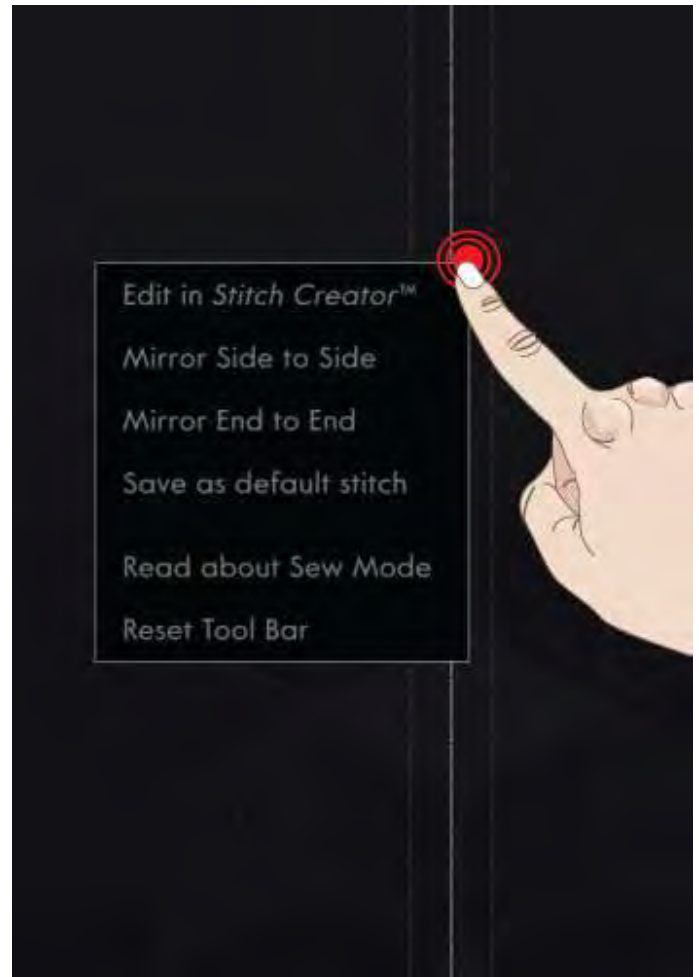 Edit in Stitch Creator™
Mirror Side to Side
Mirror End to End
Save as default stitch
Read about Sew Mode
Reset Tool Bar